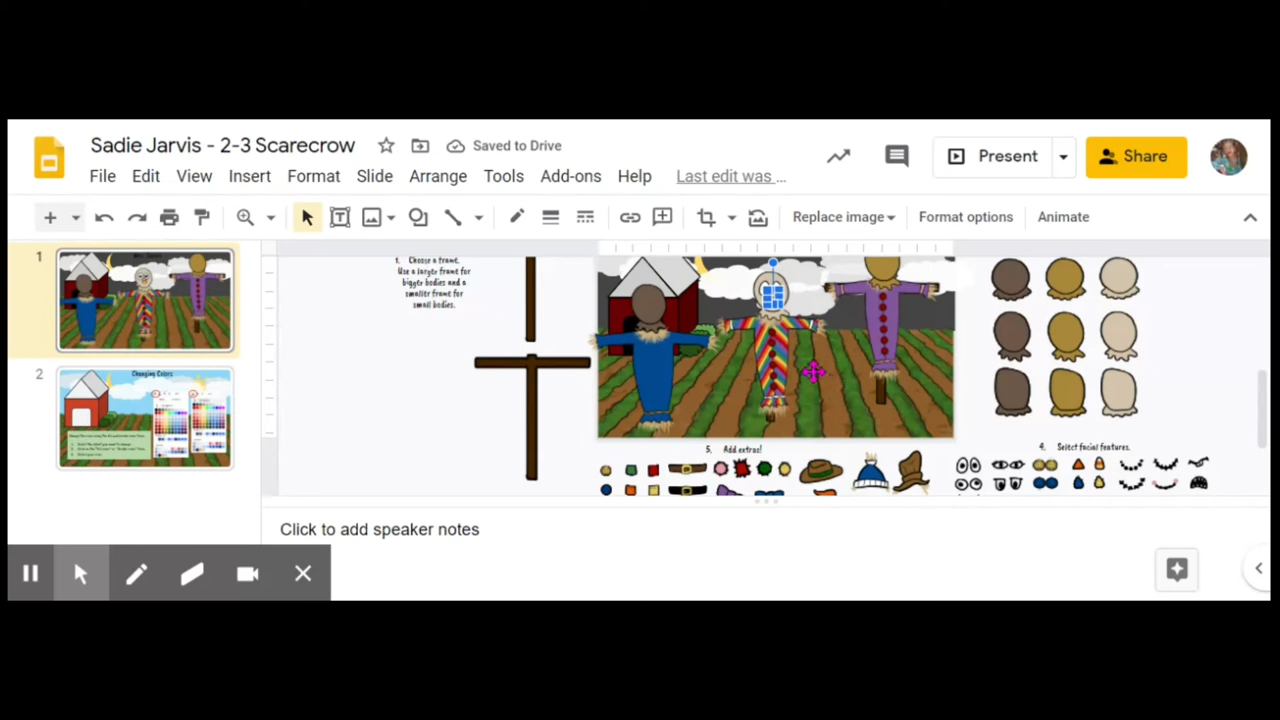 Sadie Jarvis - 2-3 Scarecrow
Saved to Drive
File Edit View Insert Format Slide Arrange Tools Add-ons Help Last edit was ...
Present
Share
Replace image
Format options
Animate
1
2
Changing Colors
1. Choose a frame.
Use a larger frame for
bigger bodies and a
smaller frame for
small bodies.
5. Add extras!
4. Select facial features.
Click to add speaker notes